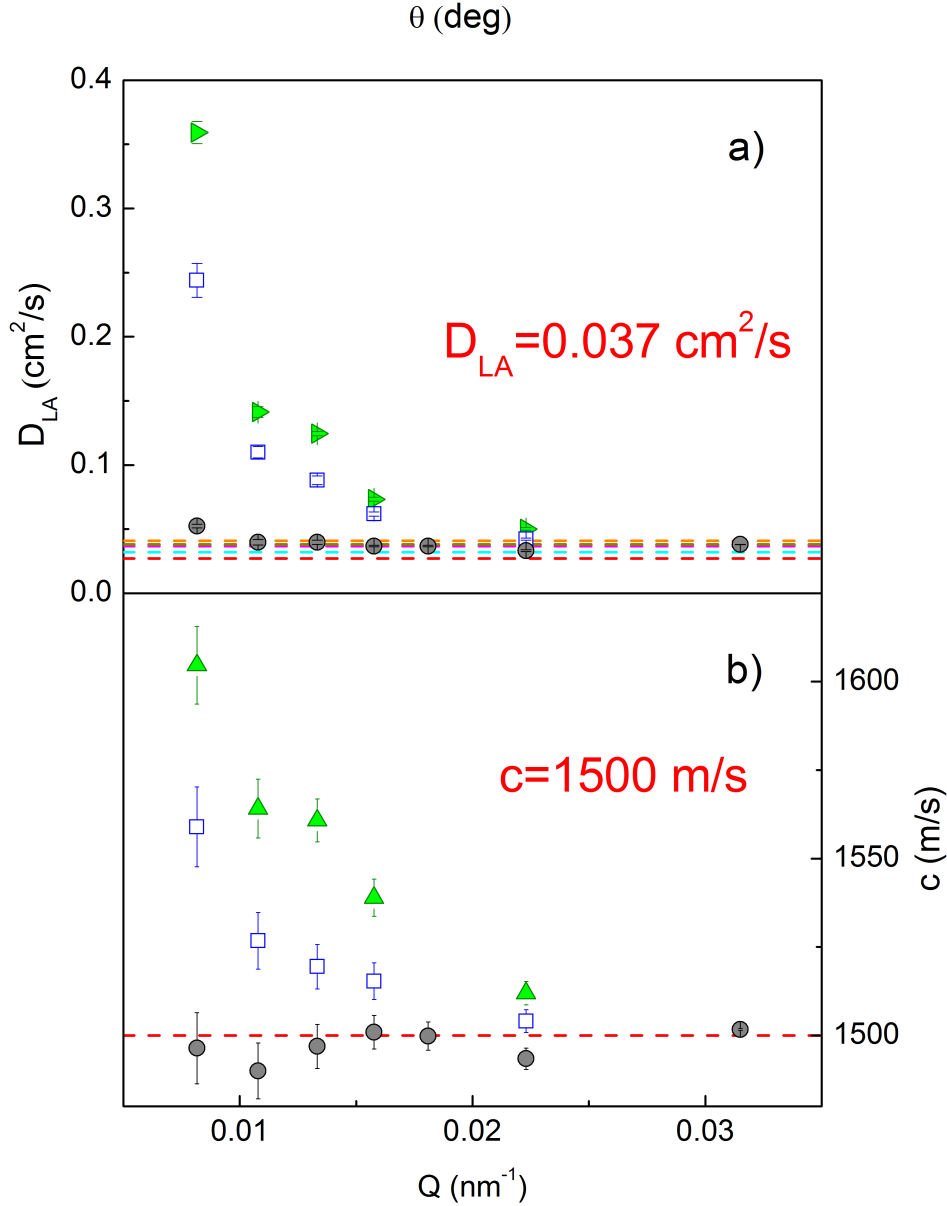 θ (deg)
0.4
a)
0.3
D_LA (cm²/s)
0.2
D_LA=0.037 cm²/s
0.1
0.0
b)
1600
c=1500 m/s
1550
c (m/s)
1500
0.01 0.02 0.03
Q (nm⁻¹)